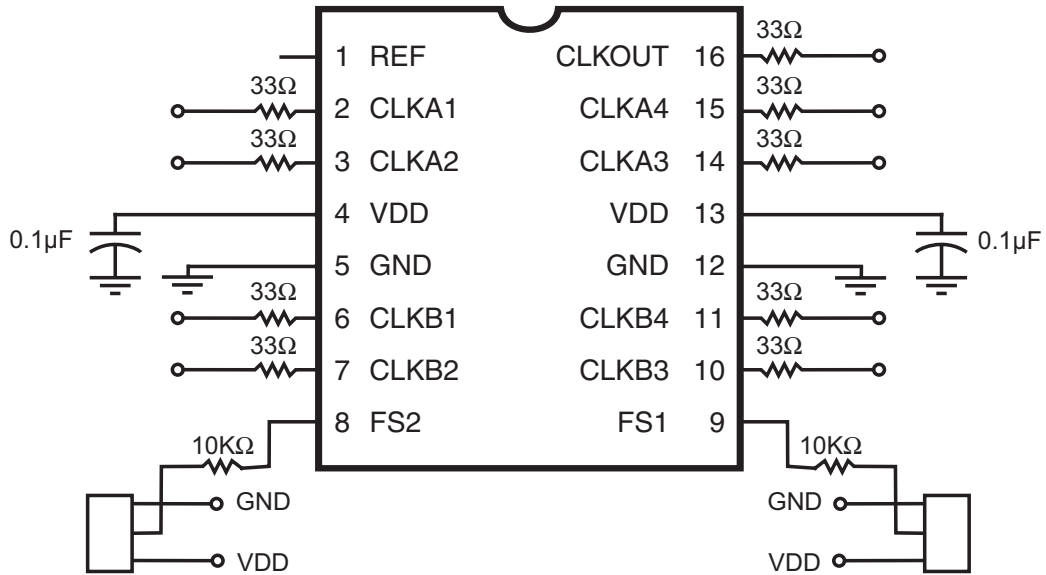 1 REF CLKOUT 16 33Ω
33Ω 2 CLKA1 CLKA4 15 33Ω
33Ω 3 CLKA2 CLKA3 14 33Ω
0.1µF 4 VDD VDD 13 0.1µF
5 GND GND 12
33Ω 6 CLKB1 CLKB4 11 33Ω
33Ω 7 CLKB2 CLKB3 10 33Ω
8 FS2 FS1 9
10KΩ 10KΩ
GND GND
VDD VDD